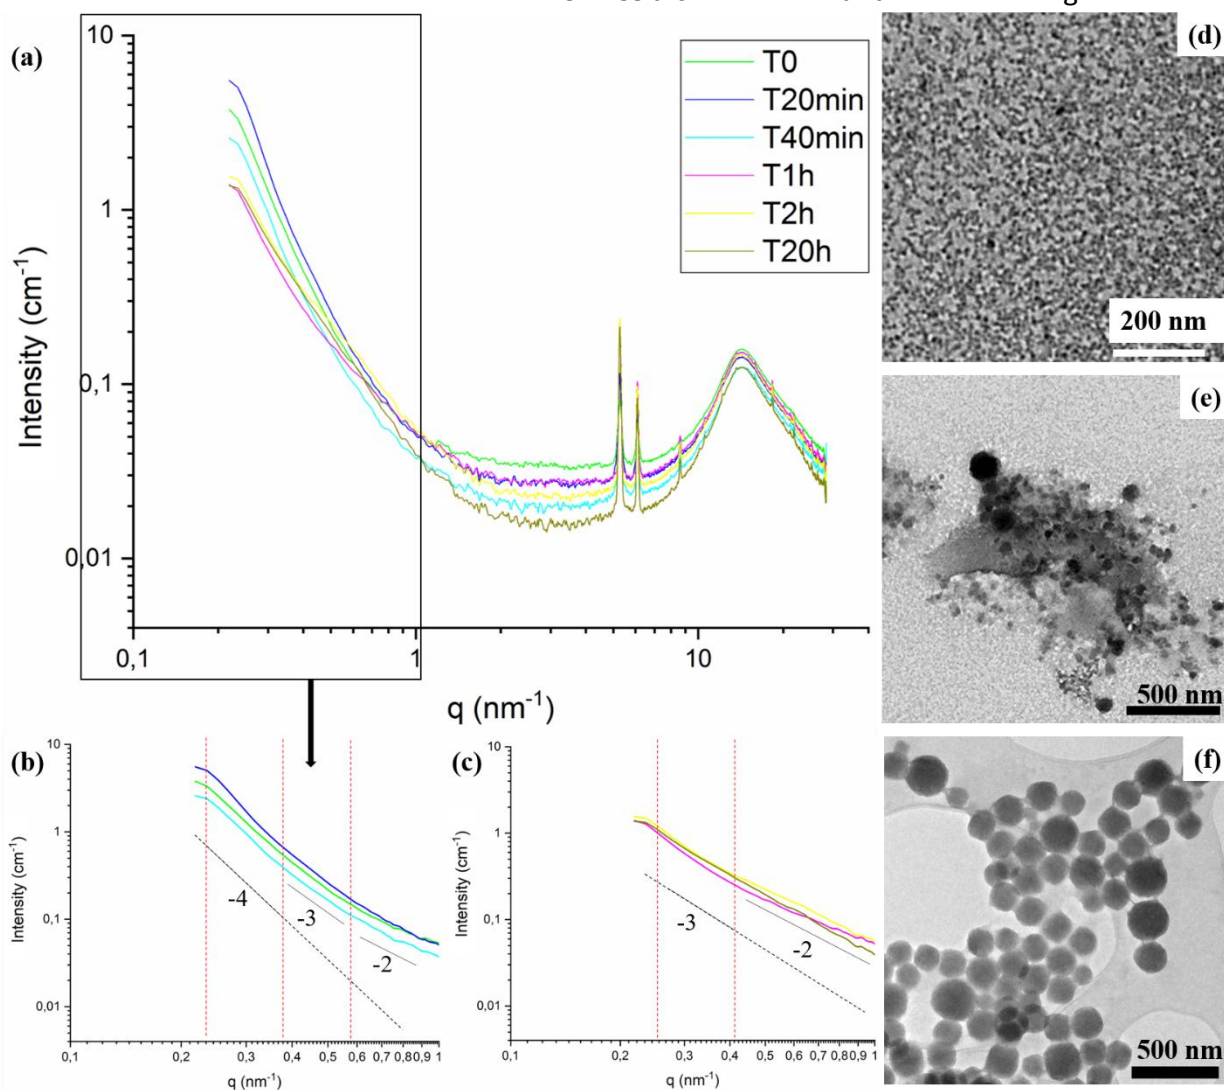 (a)
10
1
0,1
0,01
Intensity (cm⁻¹)
0,1
1
10
q (nm⁻¹)
T0
T20min
T40min
T1h
T2h
T20h
(b)
10
1
0,1
0,01
Intensity (cm⁻¹)
-4
-3
-2
0,1
0,2
0,3
0,4
0,5
0,6
0,7
0,8
0,9
1
q (nm⁻¹)
(c)
10
1
0,1
0,01
Intensity (cm⁻¹)
-3
-2
0,1
0,2
0,3
0,4
0,5
0,6
0,7
0,8
0,9
1
q (nm⁻¹)
(d)
200 nm
(e)
500 nm
(f)
500 nm